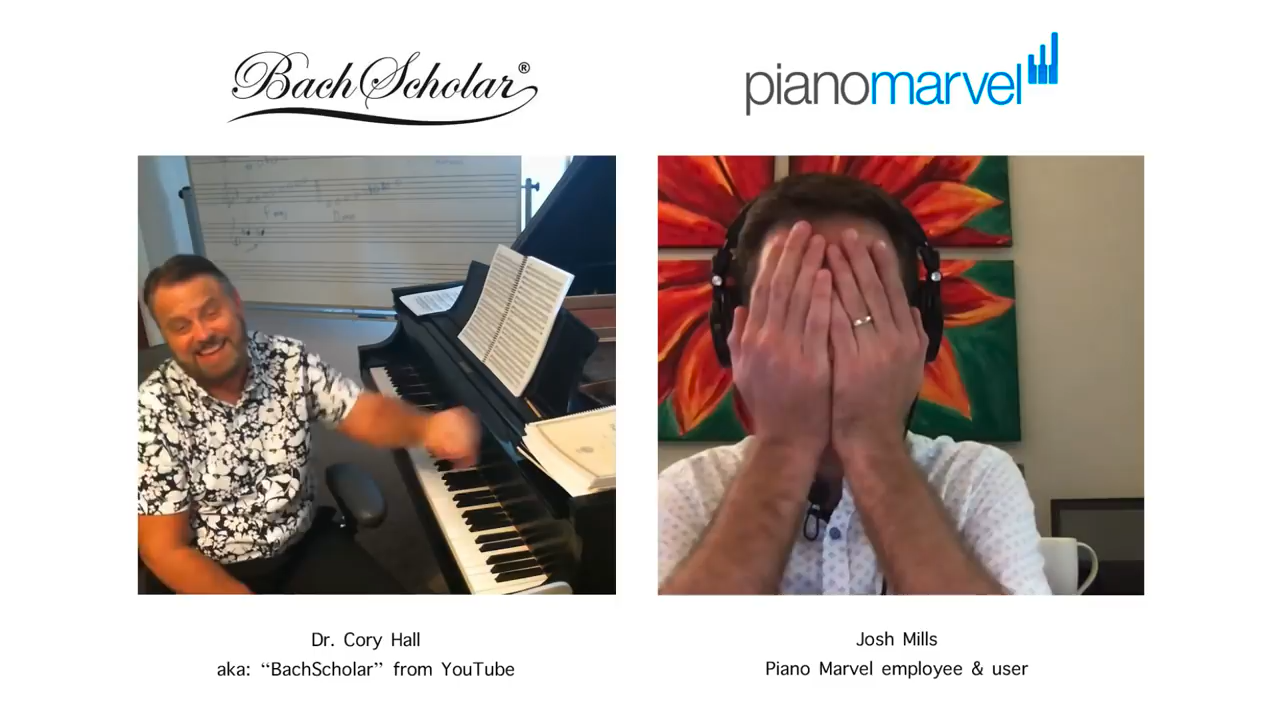 BachScholar®
pianomarvel
Dr. Cory Hall
aka: “BachScholar” from YouTube
Josh Mills
Piano Marvel employee & user